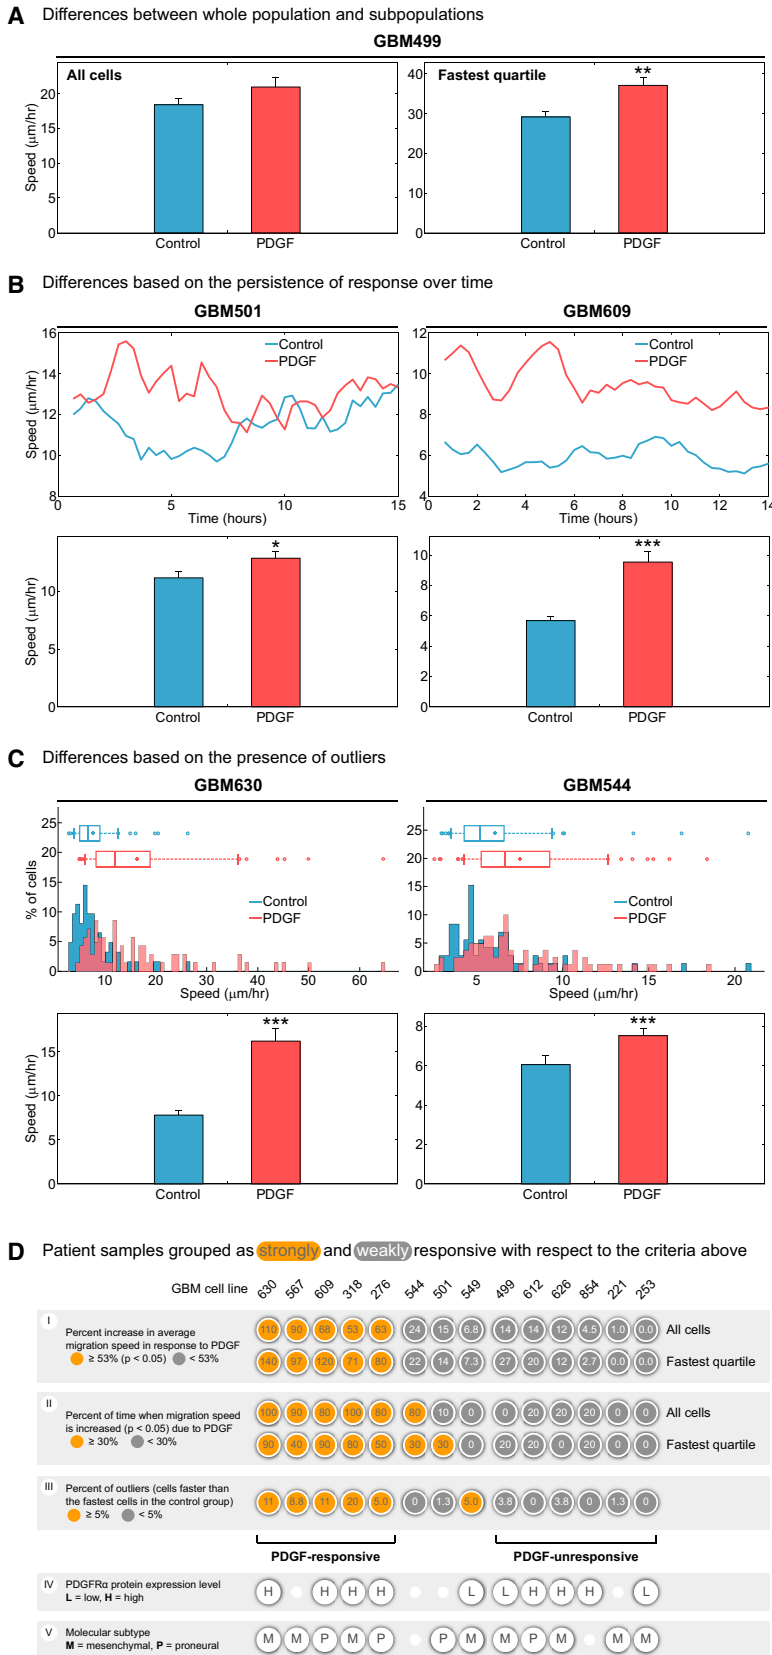 A Differences between whole population and subpopulations
GBM499
All cells
Speed (μm/hr)
20
15
10
5
0
Control PDGF
Fastest quartile
**
40
30
20
10
0
Control PDGF
B Differences based on the persistence of response over time
GBM501
Speed (μm/hr)
16
14
12
10
8
Control
PDGF
5 10 15
Time (hours)
GBM609
12
10
8
6
4
Control
PDGF
0 2 4 6 8 10 12 14
Time (hours)
Speed (μm/hr)
10
5
0
*
Control PDGF
10
8
6
4
2
0
***
Control PDGF
C Differences based on the presence of outliers
GBM630
% of cells
25
20
15
10
5
0
Control
PDGF
10 20 30 40 50 60
Speed (μm/hr)
GBM544
25
20
15
10
5
0
Control
PDGF
5 10 15 20
Speed (μm/hr)
Speed (μm/hr)
15
10
5
0
***
Control PDGF
8
6
4
2
0
***
Control PDGF
D Patient samples grouped as strongly and weakly responsive with respect to the criteria above
GBM cell line 630 567 609 318 276 544 501 549 499 612 626 854 221 253
I
Percent increase in average
migration speed in response to PDGF
≥ 53% (p < 0.05) < 53%
110 90 68 53 63 24 15 6.8 14 14 12 4.5 1.0 0.0 All cells
140 97 120 71 80 22 14 7.3 27 20 12 2.7 0.0 0.0 Fastest quartile
II
Percent of time when migration speed
is increased (p < 0.05) due to PDGF
≥ 30% < 30%
100 90 80 100 80 80 10 0 0 20 20 20 0 0 All cells
90 40 90 80 50 30 30 0 20 20 0 20 0 0 Fastest quartile
III
Percent of outliers (cells faster than
the fastest cells in the control group)
≥ 5% < 5%
11 8.8 11 20 5.0 0 1.3 5.0 3.8 0 3.8 0 1.3 0
PDGF-responsive PDGF-unresponsive
IV
PDGFRα protein expression level
L = low, H = high
H H H H L L H H H L
V
Molecular subtype
M = mesenchymal, P = proneural
M M P M P P M M P M M M